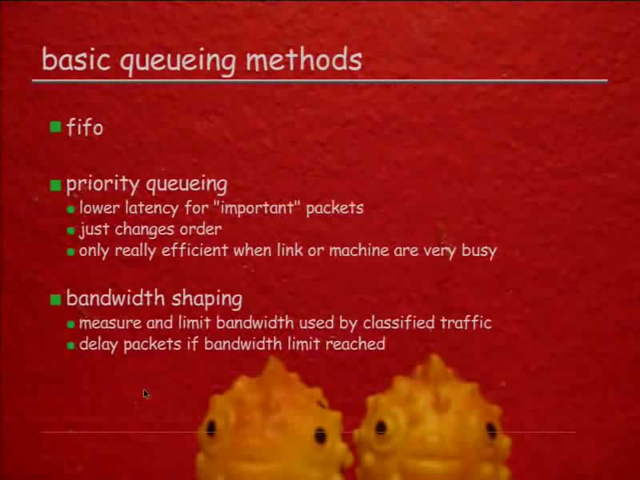 basic queueing methods
fifo
priority queueing
lower latency for "important" packets
just changes order
only really efficient when link or machine are very busy
bandwidth shaping
measure and limit bandwidth used by classified traffic
delay packets if bandwidth limit reached